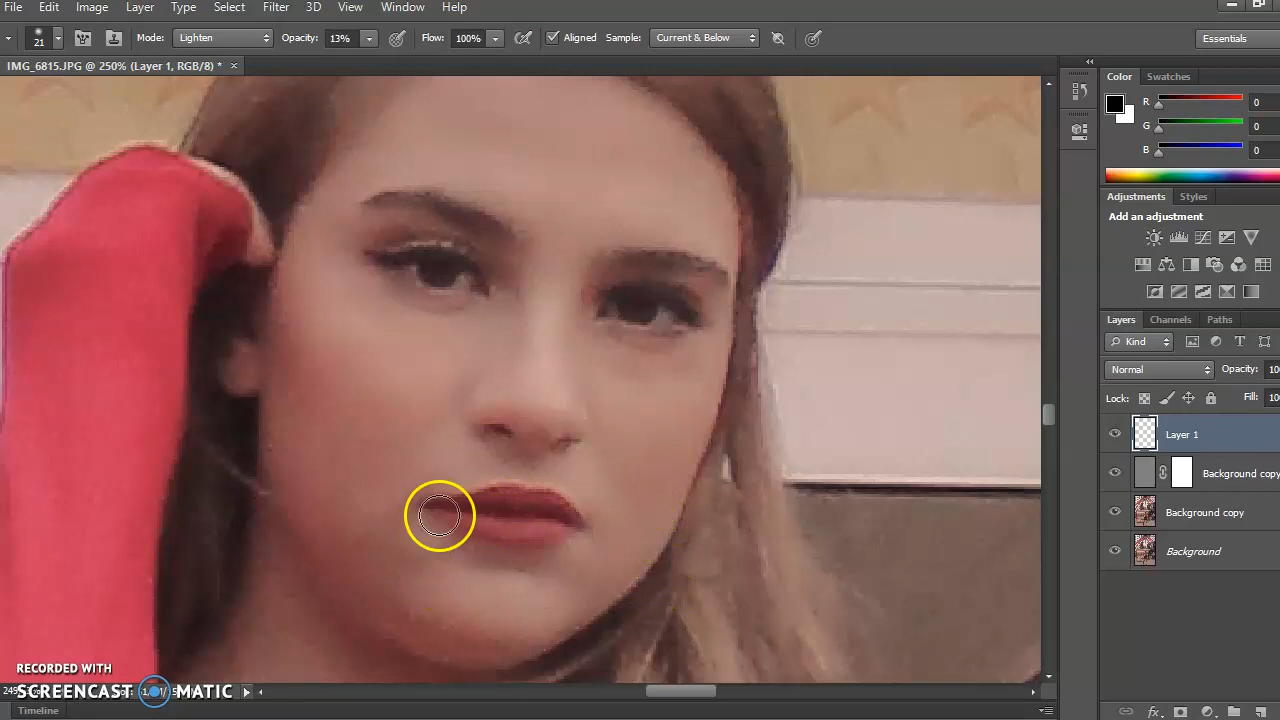 File Edit Image Layer Type Select Filter 3D View Window Help
21 Mode: Lighten Opacity: 13% Flow: 100% Aligned Sample: Current & Below Essentials
IMG_6815.JPG @ 250% (Layer 1, RGB/8) * ×
Color Swatches
R 0
G 0
B 0
Adjustments Styles
Add an adjustment
Layers Channels Paths
Kind
Normal Opacity: 10
Lock: Fill: 10
Layer 1
Background copy
Background copy
Background
RECORDED WITH
SCREENCAST MATIC
Timeline